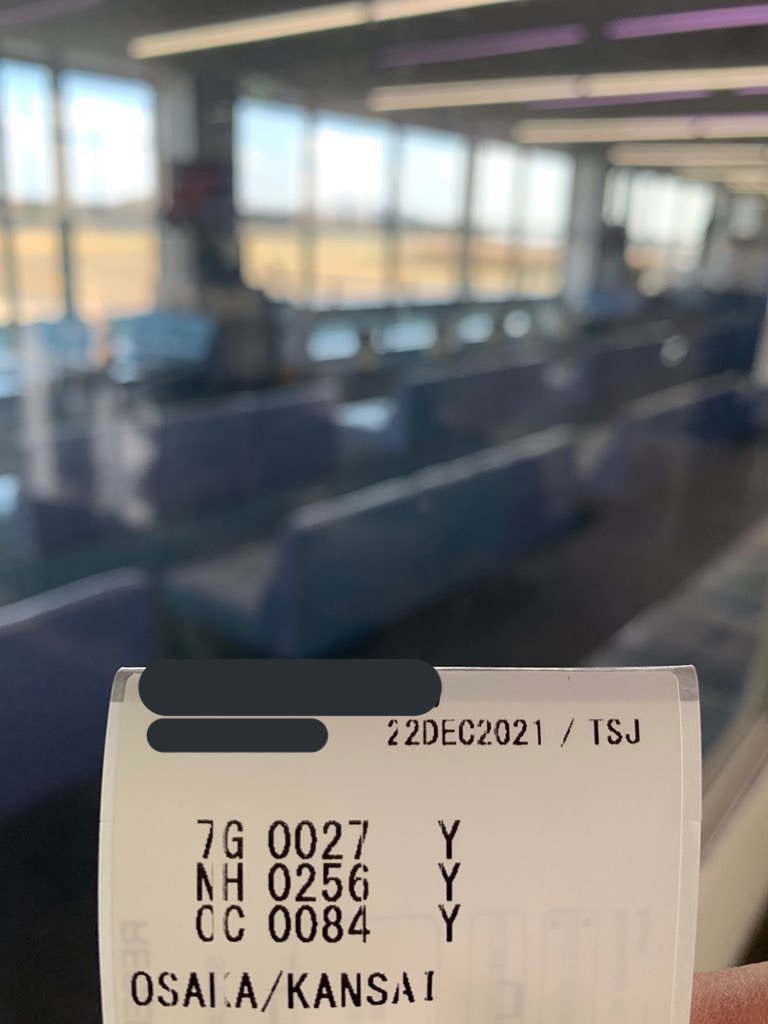 22DEC2021 / TSJ
7G 0027 Y
NH 0256 Y
OC 0084 Y
OSAKA/KANSAI